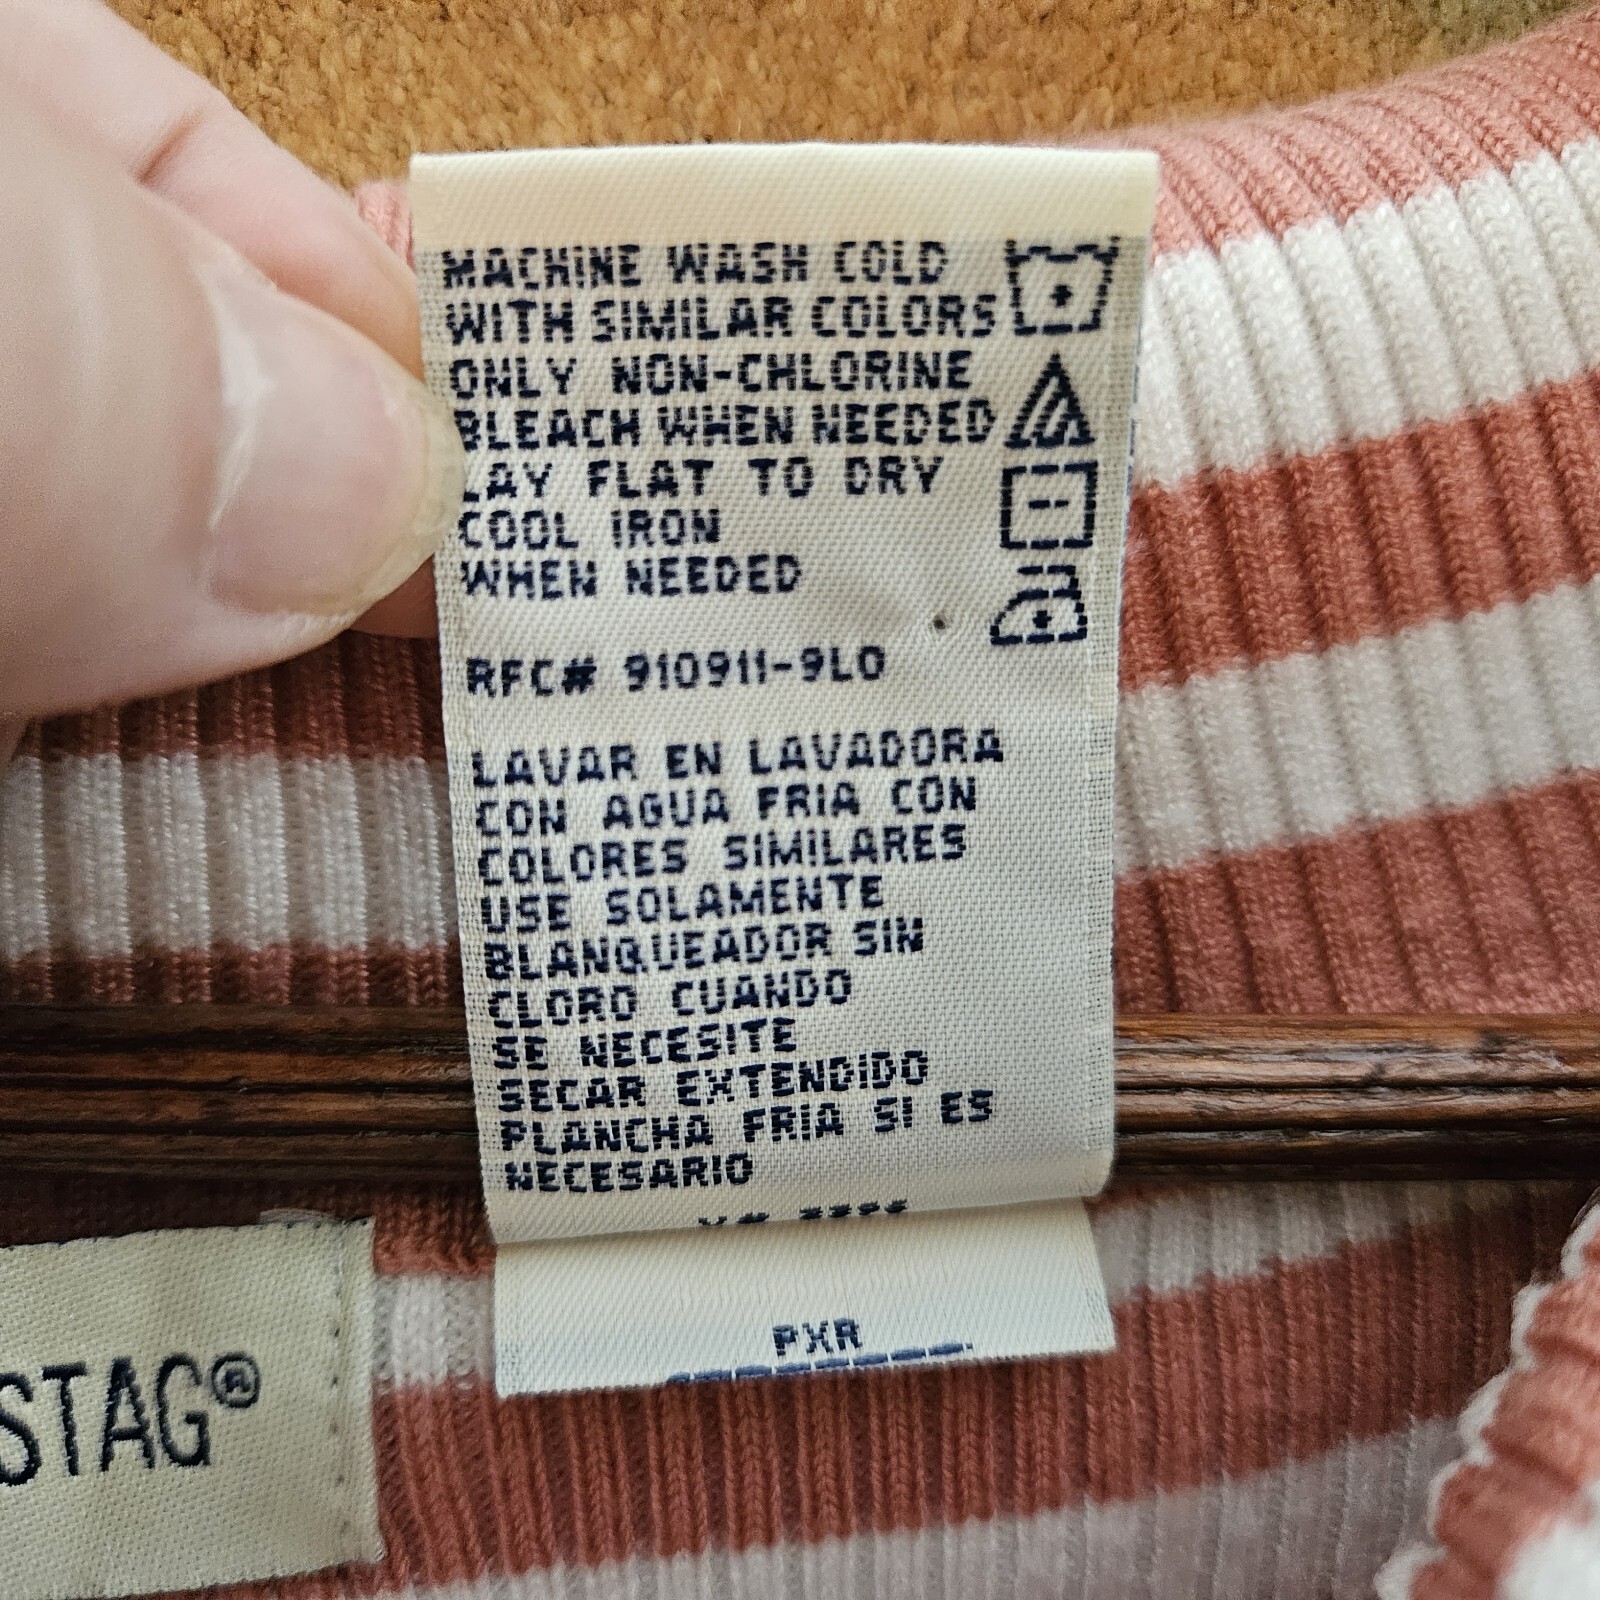 MACHINE WASH COLD
WITH SIMILAR COLORS
ONLY NON-CHLORINE
BLEACH WHEN NEEDED
LAY FLAT TO DRY
COOL IRON
WHEN NEEDED
RFC# 910911-9LO
LAVAR EN LAVADORA
CON AGUA FRIA CON
COLORES SIMILARES
USE SOLAMENTE
BLANQUEADOR SIN
CLORO CUANDO
SE NECESITE
SECAR EXTENDIDO
PLANCHA FRIA SI ES
NECESARIO
PXR
STAG®